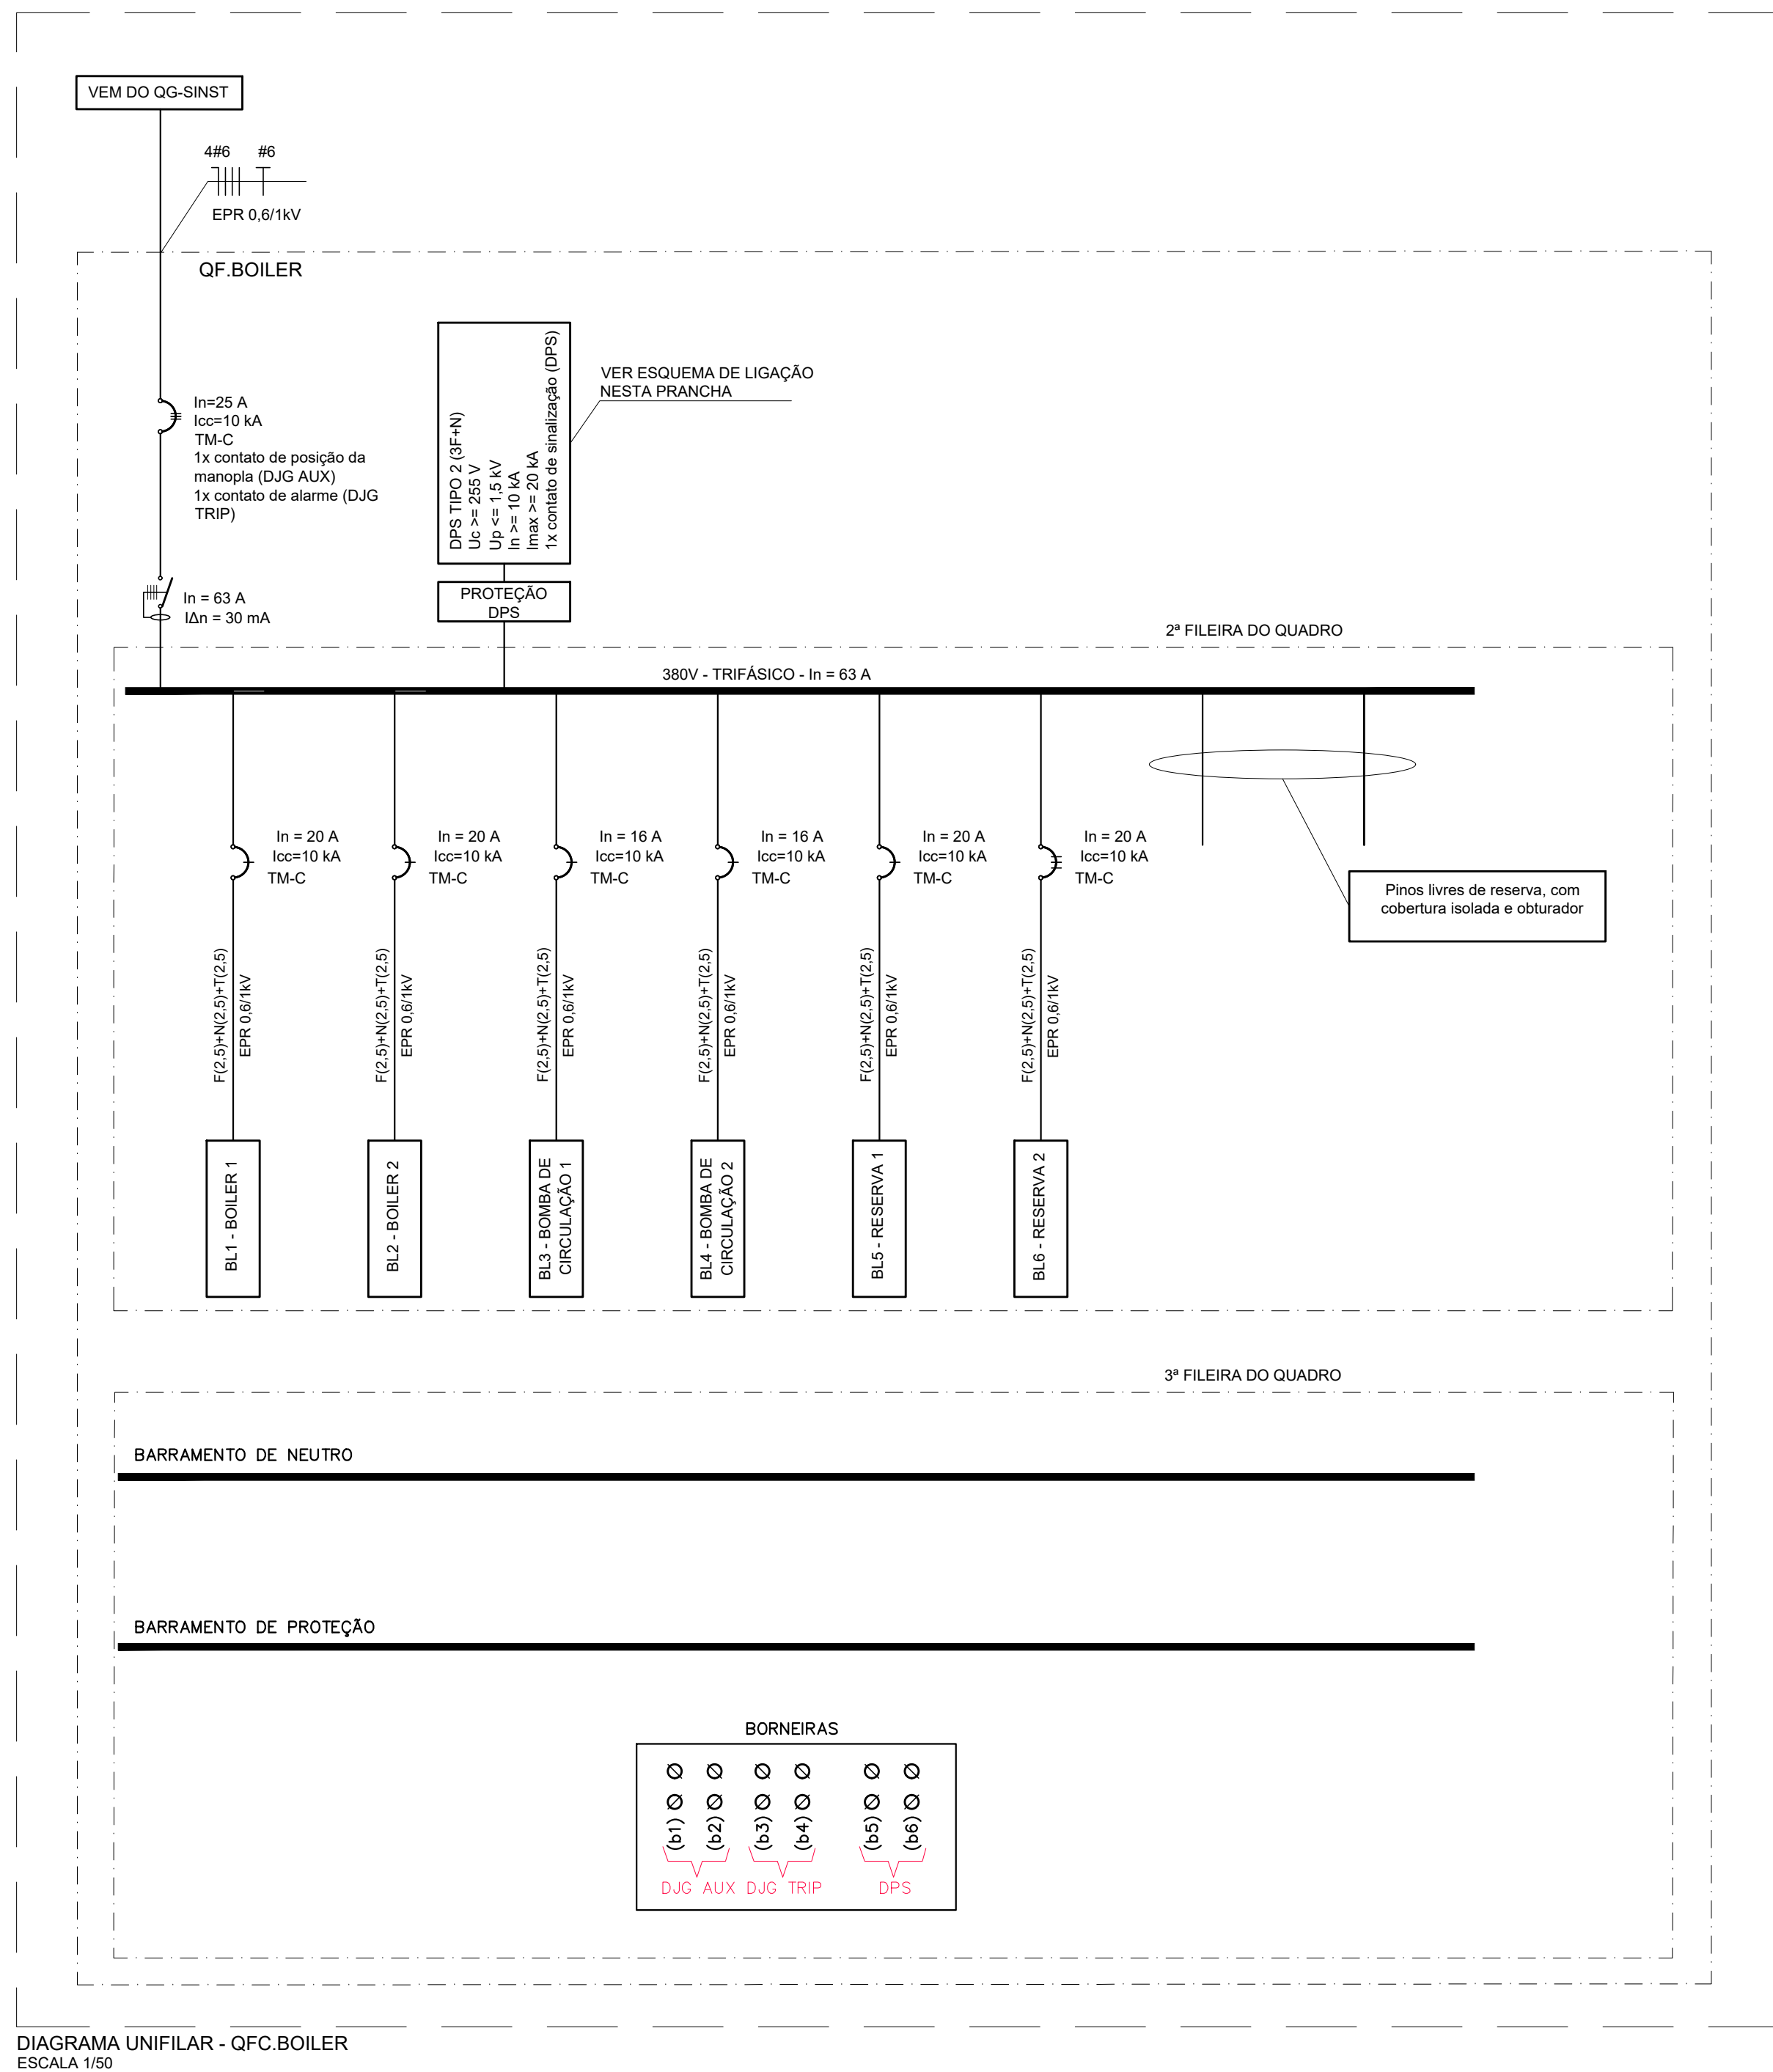 VEM DO QG-SINST
4#6 #6
EPR 0,6/1kV
QF.BOILER
In=25 A
Icc=10 kA
TM-C
1x contato de posição da
manopla (DJG AUX)
1x contato de alarme (DJG
TRIP)
In = 63 A
IΔn = 30 mA
DPS TIPO 2 (3F+N)
Uc >= 255 V
Up <= 1,5 kV
In >= 10 kA
Imax >= 20 kA
1x contato de sinalização (DPS)
VER ESQUEMA DE LIGAÇÃO
NESTA PRANCHA
PROTEÇÃO
DPS
2ª FILEIRA DO QUADRO
380V - TRIFÁSICO - In = 63 A
In = 20 A
Icc=10 kA
TM-C
In = 20 A
Icc=10 kA
TM-C
In = 16 A
Icc=10 kA
TM-C
In = 16 A
Icc=10 kA
TM-C
In = 20 A
Icc=10 kA
TM-C
In = 20 A
Icc=10 kA
TM-C
Pinos livres de reserva, com
cobertura isolada e obturador
F(2,5)+N(2,5)+T(2,5)
EPR 0,6/1kV
F(2,5)+N(2,5)+T(2,5)
EPR 0,6/1kV
F(2,5)+N(2,5)+T(2,5)
EPR 0,6/1kV
F(2,5)+N(2,5)+T(2,5)
EPR 0,6/1kV
F(2,5)+N(2,5)+T(2,5)
EPR 0,6/1kV
F(2,5)+N(2,5)+T(2,5)
EPR 0,6/1kV
BL1 - BOILER 1
BL2 - BOILER 2
BL3 - BOMBA DE
CIRCULAÇÃO 1
BL4 - BOMBA DE
CIRCULAÇÃO 2
BL5 - RESERVA 1
BL6 - RESERVA 2
3ª FILEIRA DO QUADRO
BARRAMENTO DE NEUTRO
BARRAMENTO DE PROTEÇÃO
BORNEIRAS
(b1) (b2) (b3) (b4) (b5) (b6)
DJG AUX DJG TRIP DPS
DIAGRAMA UNIFILAR - QFC.BOILER
ESCALA 1/50